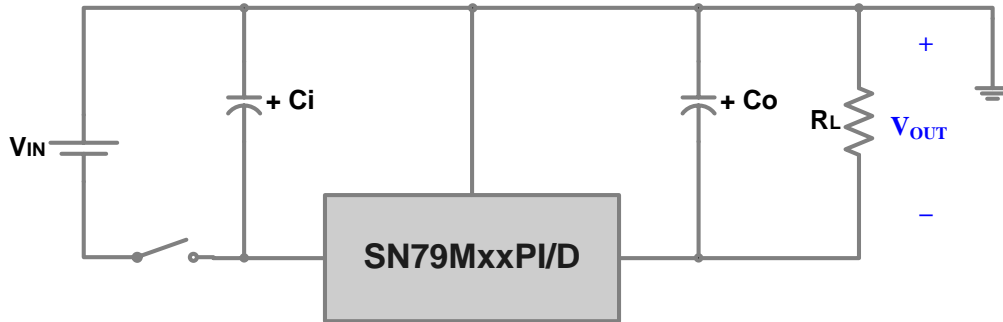 +
+ Ci
+ Co
RL
VOUT
VIN
−
SN79MxxPI/D